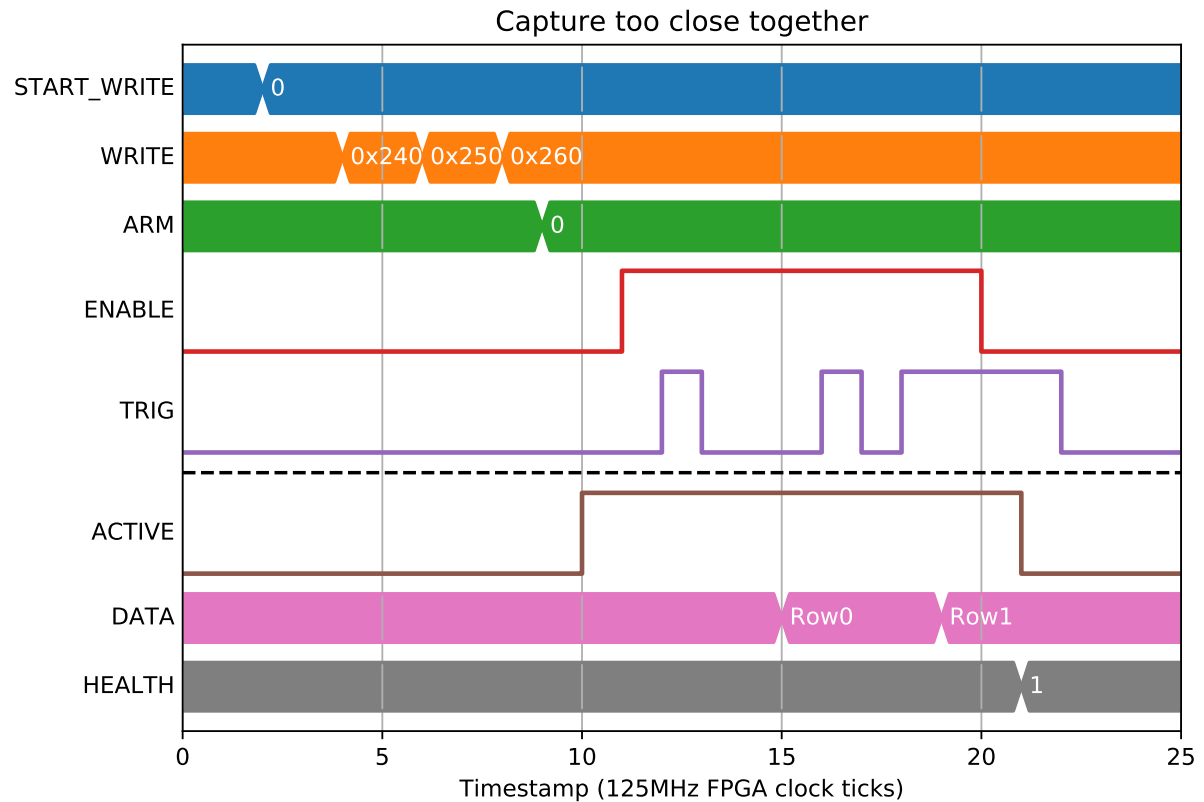 Capture too close together
START_WRITE 0
WRITE 0x240 0x250 0x260
ARM 0
ENABLE
TRIG
ACTIVE
DATA Row0 Row1
HEALTH 1
0 5 10 15 20 25
Timestamp (125MHz FPGA clock ticks)